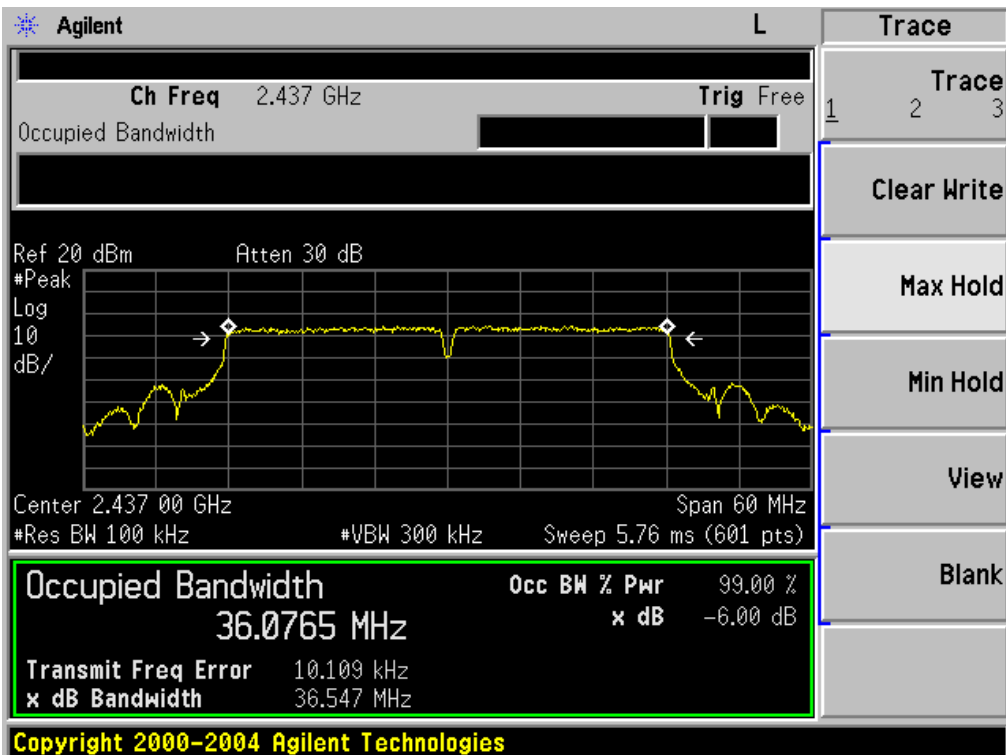 Agilent L
Ch Freq 2.437 GHz Trig Free
Occupied Bandwidth
Ref 20 dBm Atten 30 dB
#Peak
Log
10
dB/
Center 2.437 00 GHz Span 60 MHz
#Res BW 100 kHz #VBW 300 kHz Sweep 5.76 ms (601 pts)
Occupied Bandwidth
36.0765 MHz
Occ BW % Pwr 99.00 %
x dB -6.00 dB
Transmit Freq Error 10.109 kHz
x dB Bandwidth 36.547 MHz
Copyright 2000-2004 Agilent Technologies
Trace
Trace
1 2 3
Clear Write
Max Hold
Min Hold
View
Blank